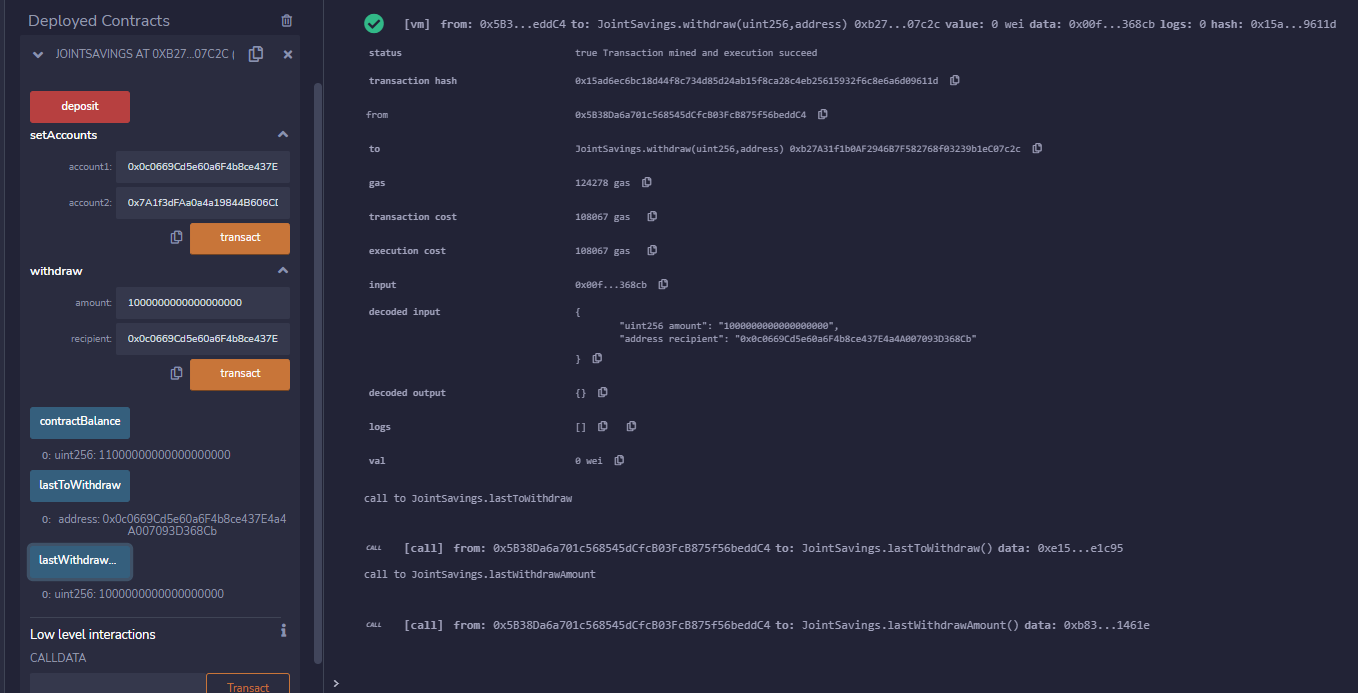 Deployed Contracts
JOINTSAVINGS AT 0XB27...07C2C (
deposit
setAccounts
account1: 0x0c0669Cd5e60a6F4b8ce437E
account2: 0x7A1f3dFAa0a4a19844B606CD
transact
withdraw
amount: 1000000000000000000
recipient: 0x0c0669Cd5e60a6F4b8ce437E
transact
contractBalance
0: uint256: 11000000000000000000
lastToWithdraw
0: address: 0x0c0669Cd5e60a6F4b8ce437E4a4
A007093D368Cb
lastWithdraw...
0: uint256: 1000000000000000000
Low level interactions
i
CALLDATA
Transact
[vm] from: 0x5B3...eddC4 to: JointSavings.withdraw(uint256,address) 0xb27...07c2c value: 0 wei data: 0x00f...368cb logs: 0 hash: 0x15a...9611d
status true Transaction mined and execution succeed
transaction hash 0x15ad6ec6bc18d44f8c734d85d24ab15f8ca28c4eb25615932f6c8e6a6d09611d
from 0x5B38Da6a701c568545dCfcB03FcB875f56beddC4
to JointSavings.withdraw(uint256,address) 0xb27A31f1b0AF2946B7F582768f03239b1eC07c2c
gas 124278 gas
transaction cost 108067 gas
execution cost 108067 gas
input 0x00f...368cb
decoded input {
"uint256 amount": "1000000000000000000",
"address recipient": "0x0c0669Cd5e60a6F4b8ce437E4a4A007093D368Cb"
}
decoded output {}
logs []
val 0 wei
call to JointSavings.lastToWithdraw
CALL [call] from: 0x5B38Da6a701c568545dCfcB03FcB875f56beddC4 to: JointSavings.lastToWithdraw() data: 0xe15...e1c95
call to JointSavings.lastWithdrawAmount
CALL [call] from: 0x5B38Da6a701c568545dCfcB03FcB875f56beddC4 to: JointSavings.lastWithdrawAmount() data: 0xb83...1461e
>